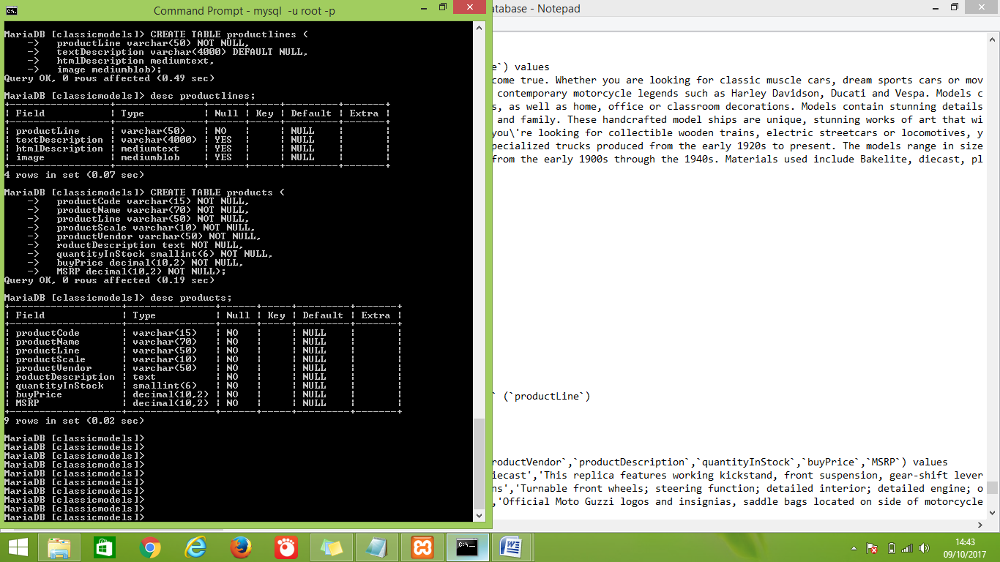 Command Prompt - mysql -u root -p
MariaDB [classicmodels]> CREATE TABLE productlines (
-> productLine varchar(50) NOT NULL,
-> textDescription varchar(4000) DEFAULT NULL,
-> htmlDescription mediumtext,
-> image mediumblob);
Query OK, 0 rows affected (0.49 sec)
MariaDB [classicmodels]> desc productlines;
| Field | Type | Null | Key | Default | Extra |
| productLine | varchar(50) | NO | | NULL | |
| textDescription | varchar(4000) | YES | | NULL | |
| htmlDescription | mediumtext | YES | | NULL | |
| image | mediumblob | YES | | NULL | |
4 rows in set (0.07 sec)
MariaDB [classicmodels]> CREATE TABLE products (
-> productCode varchar(15) NOT NULL,
-> productName varchar(70) NOT NULL,
-> productLine varchar(50) NOT NULL,
-> productScale varchar(10) NOT NULL,
-> productVendor varchar(50) NOT NULL,
-> roductDescription text NOT NULL,
-> quantityInStock smallint(6) NOT NULL,
-> buyPrice decimal(10,2) NOT NULL,
-> MSRP decimal(10,2) NOT NULL);
Query OK, 0 rows affected (0.19 sec)
MariaDB [classicmodels]> desc products;
| Field | Type | Null | Key | Default | Extra |
| productCode | varchar(15) | NO | | NULL | |
| productName | varchar(70) | NO | | NULL | |
| productLine | varchar(50) | NO | | NULL | |
| productScale | varchar(10) | NO | | NULL | |
| productVendor | varchar(50) | NO | | NULL | |
| roductDescription | text | NO | | NULL | |
| quantityInStock | smallint(6) | NO | | NULL | |
| buyPrice | decimal(10,2) | NO | | NULL | |
| MSRP | decimal(10,2) | NO | | NULL | |
9 rows in set (0.02 sec)
MariaDB [classicmodels]>
MariaDB [classicmodels]>
MariaDB [classicmodels]>
MariaDB [classicmodels]>
MariaDB [classicmodels]>
MariaDB [classicmodels]>
MariaDB [classicmodels]>
MariaDB [classicmodels]>
MariaDB [classicmodels]>
MariaDB [classicmodels]>
atabase - Notepad
e`) values
come true. Whether you are looking for classic muscle cars, dream sports cars or mov
contemporary motorcycle legends such as Harley Davidson, Ducati and Vespa. Models c
s, as well as home, office or classroom decorations. Models contain stunning details
and family. These handcrafted model ships are unique, stunning works of art that wi
you\'re looking for collectible wooden trains, electric streetcars or locomotives, y
pecialized trucks produced from the early 1920s to present. The models range in size
from the early 1900s through the 1940s. Materials used include Bakelite, diecast, pl
` (`productLine`)
roductVendor`,`productDescription`,`quantityInStock`,`buyPrice`,`MSRP`) values
iecast','This replica features working kickstand, front suspension, gear-shift lever
ns','Turnable front wheels; steering function; detailed interior; detailed engine; o
,'Official Moto Guzzi logos and insignias, saddle bags located on side of motorcycle
14:43
09/10/2017